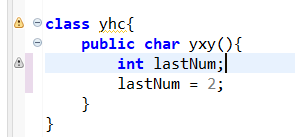 class yhc{
    public char yxy(){
        int lastNum;
        lastNum = 2;
    }
}